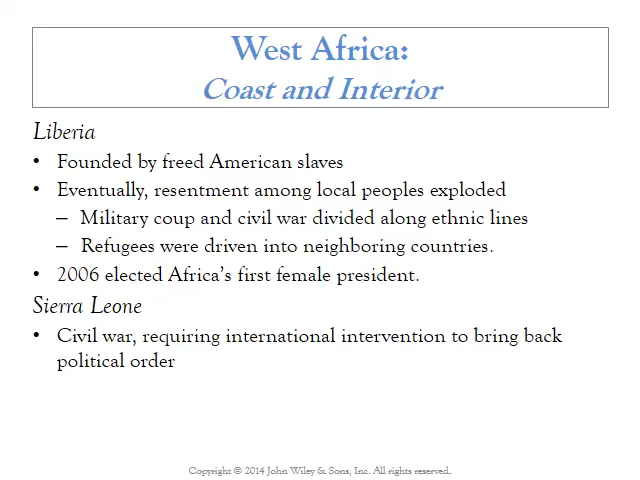 West Africa:
Coast and Interior
Liberia
• Founded by freed American slaves
• Eventually, resentment among local peoples exploded
– Military coup and civil war divided along ethnic lines
– Refugees were driven into neighboring countries.
• 2006 elected Africa's first female president.
Sierra Leone
• Civil war, requiring international intervention to bring back
political order
Copyright © 2014 John Wiley & Sons, Inc. All rights reserved.